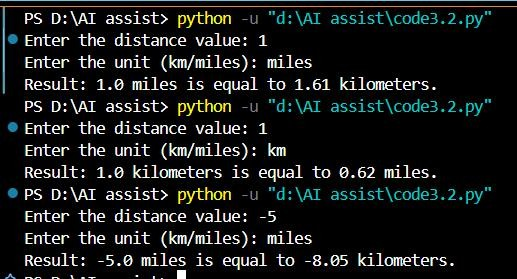 PS D:\AI assist> python -u "d:\AI assist\code3.2.py"
Enter the distance value: 1
Enter the unit (km/miles): miles
Result: 1.0 miles is equal to 1.61 kilometers.
PS D:\AI assist> python -u "d:\AI assist\code3.2.py"
Enter the distance value: 1
Enter the unit (km/miles): km
Result: 1.0 kilometers is equal to 0.62 miles.
PS D:\AI assist> python -u "d:\AI assist\code3.2.py"
Enter the distance value: -5
Enter the unit (km/miles): miles
Result: -5.0 miles is equal to -8.05 kilometers.
PS D:\AI assist>